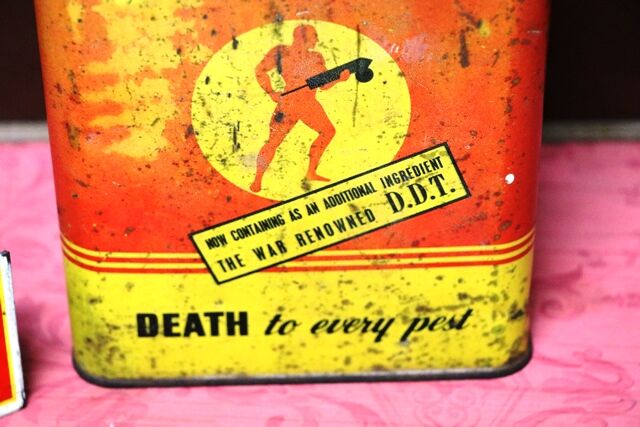 NOW CONTAINING AS AN ADDITIONAL INGREDIENT
THE WAR RENOWNED D.D.T.
DEATH to every pest